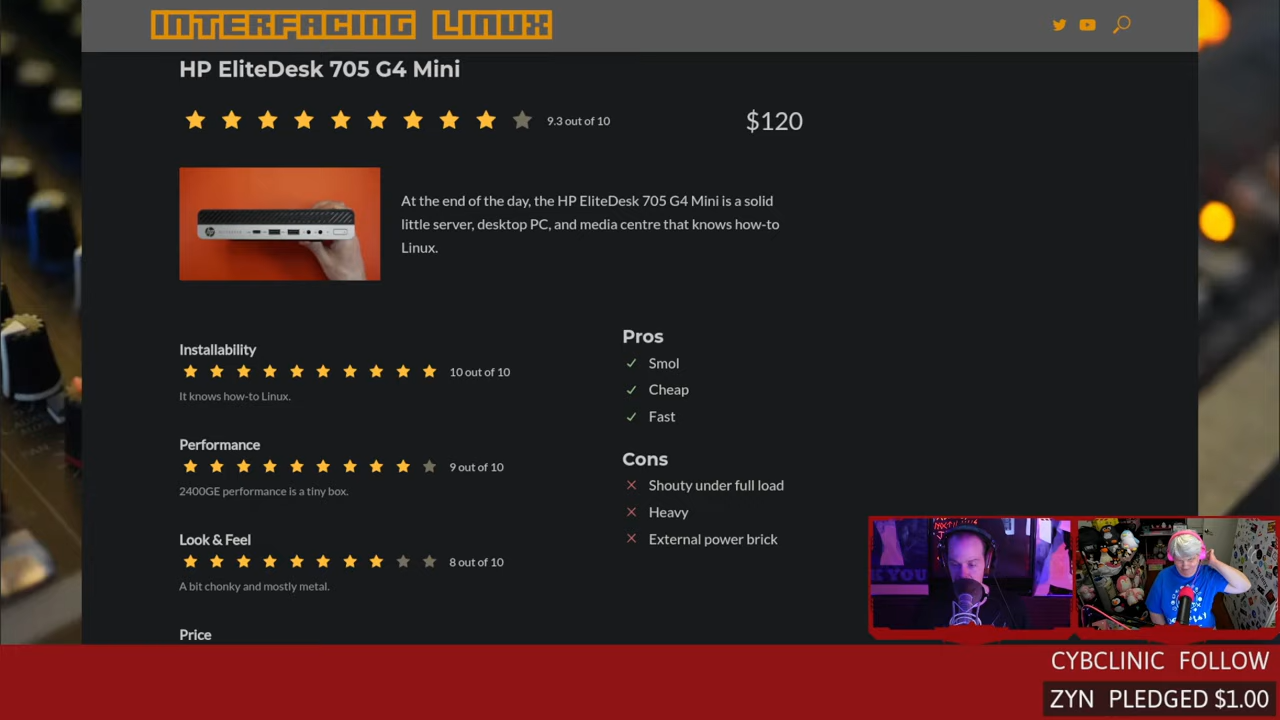 INTERFACING LINUX
HP EliteDesk 705 G4 Mini
9.3 out of 10
$120
At the end of the day, the HP EliteDesk 705 G4 Mini is a solid
little server, desktop PC, and media centre that knows how-to
Linux.
Installability
10 out of 10
It knows how-to Linux.
Performance
9 out of 10
2400GE performance is a tiny box.
Look & Feel
8 out of 10
A bit chonky and mostly metal.
Price
Pros
Smol
Cheap
Fast
Cons
Shouty under full load
Heavy
External power brick
CYBCLINIC FOLLOW
ZYN PLEDGED $1.00